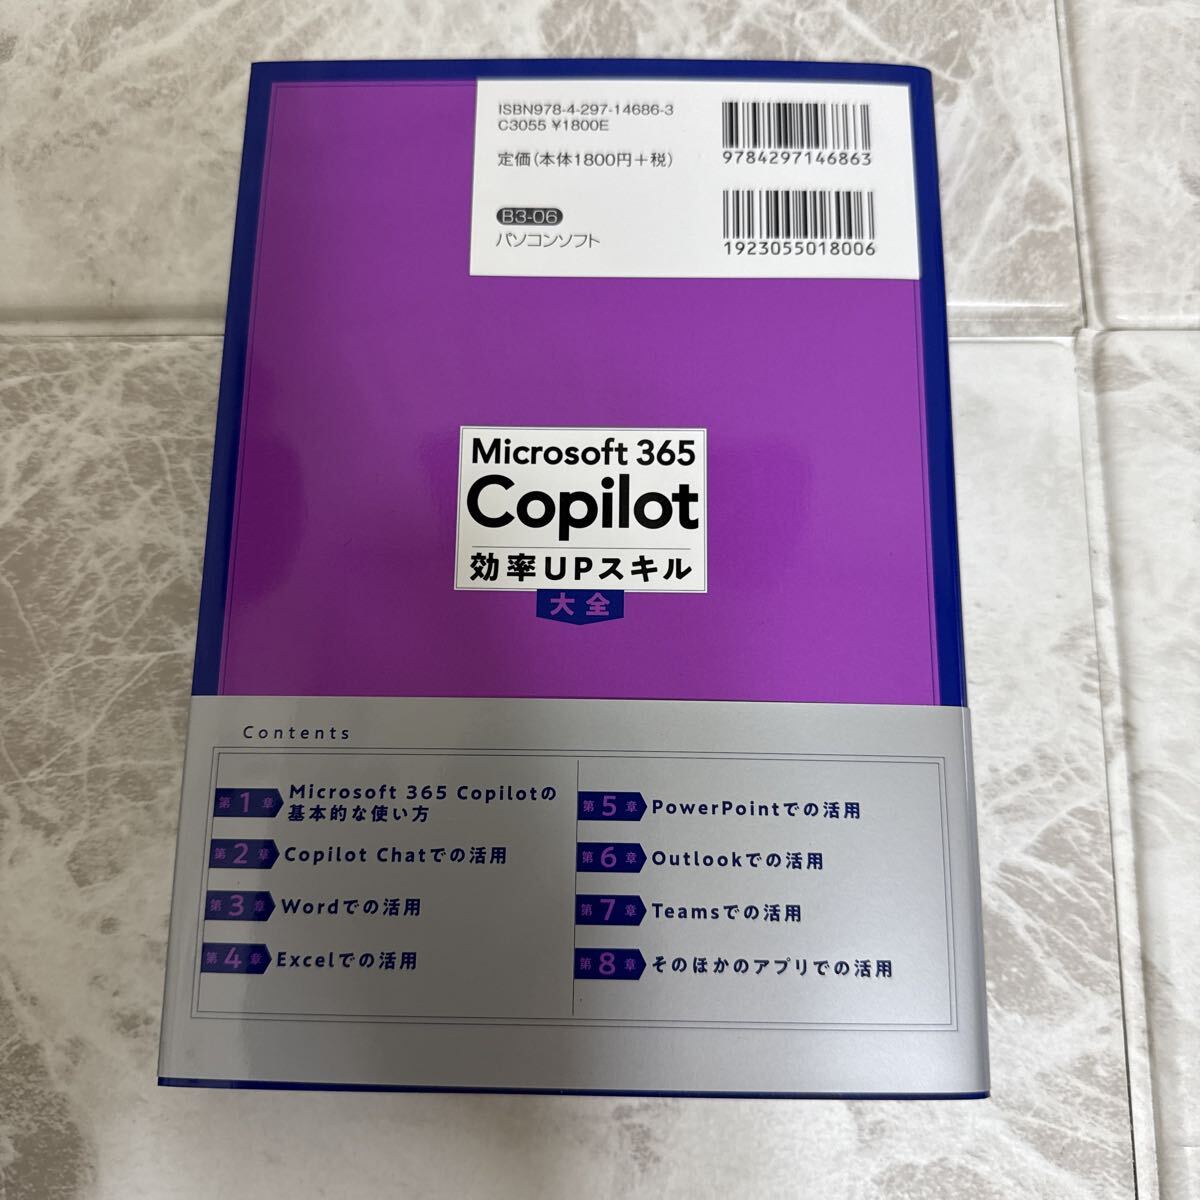 ISBN978-4-297-14686-3
C3055 ¥1800E
定価(本体1800円+税)
B3-06
パソコンソフト
9784297146863
1923055018006
Microsoft 365
Copilot
効率UPスキル
大全
Contents
第1章 Microsoft 365 Copilotの
基本的な使い方
第2章 Copilot Chatでの活用
第3章 Wordでの活用
第4章 Excelでの活用
第5章 PowerPointでの活用
第6章 Outlookでの活用
第7章 Teamsでの活用
第8章 そのほかのアプリでの活用